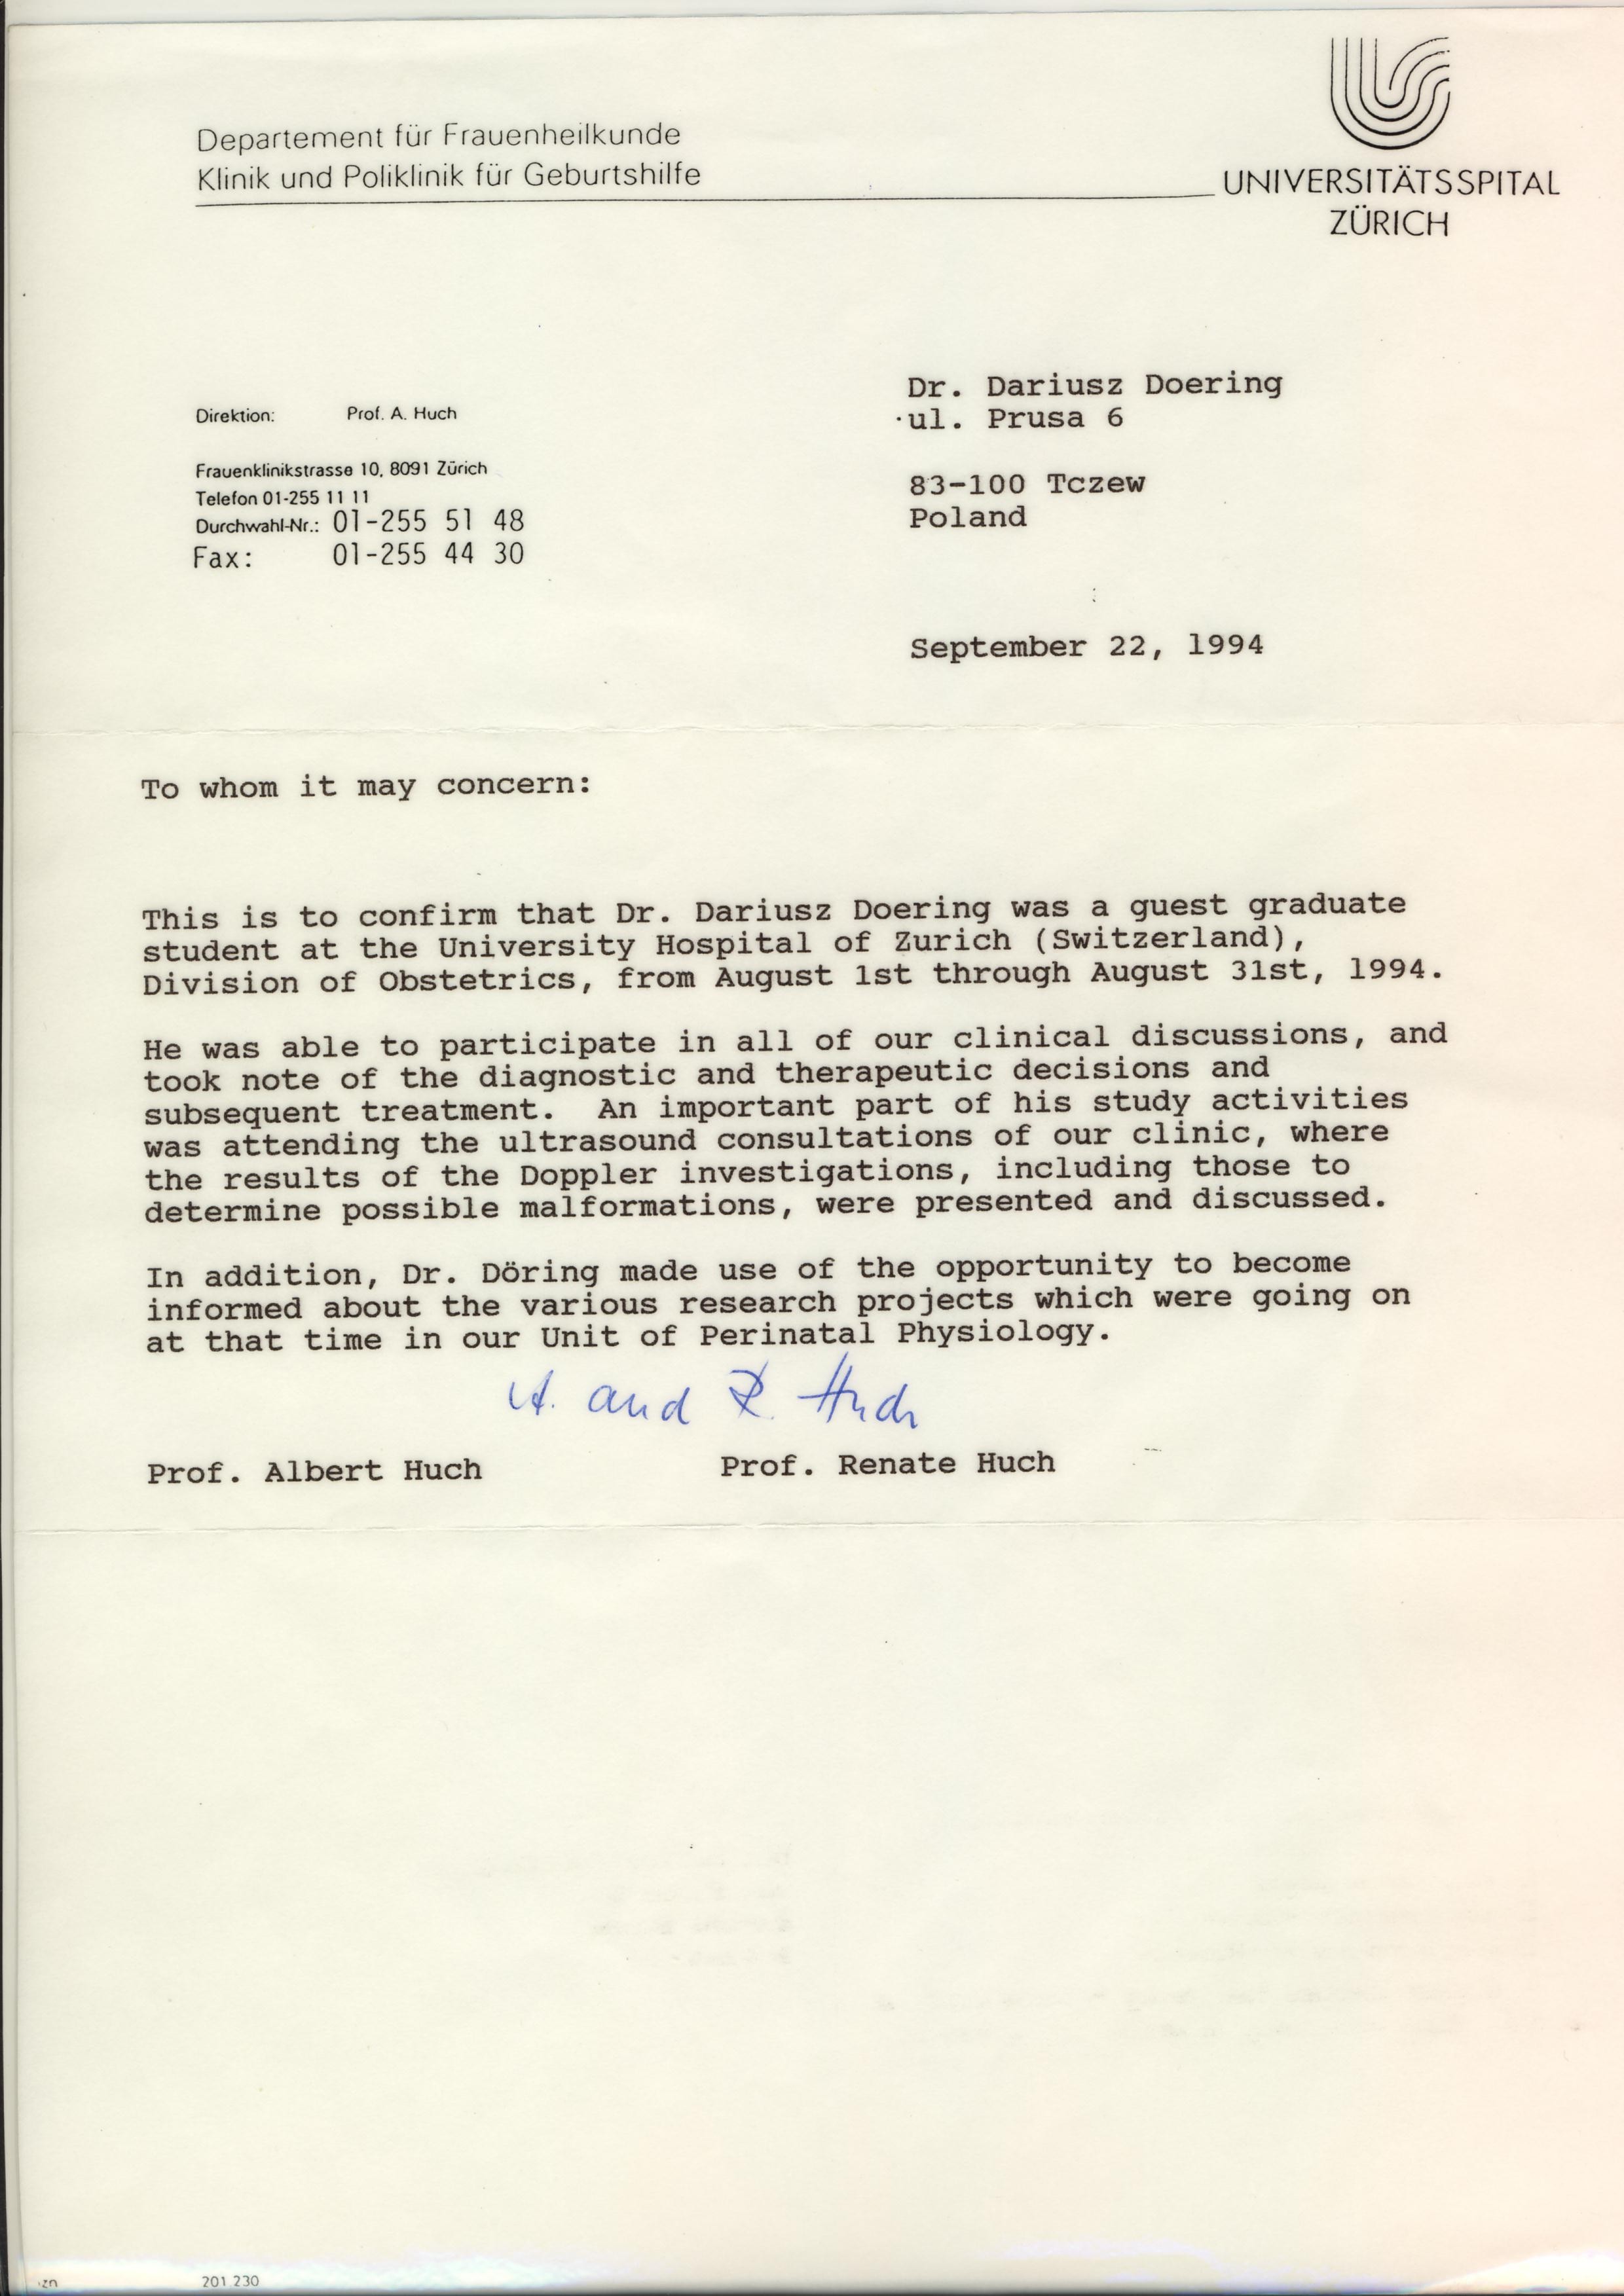 Departement für Frauenheilkunde
Klinik und Poliklinik für Geburtshilfe
UNIVERSITÄTSSPITAL
ZÜRICH
Direktion: Prof. A. Huch
Frauenklinikstrasse 10, 8091 Zürich
Telefon 01-255 11 11
Durchwahl-Nr.: 01-255 51 48
Fax: 01-255 44 30
Dr. Dariusz Doering
ul. Prusa 6
83-100 Tczew
Poland
September 22, 1994
To whom it may concern:
This is to confirm that Dr. Dariusz Doering was a guest graduate
student at the University Hospital of Zurich (Switzerland),
Division of Obstetrics, from August 1st through August 31st, 1994.
He was able to participate in all of our clinical discussions, and
took note of the diagnostic and therapeutic decisions and
subsequent treatment. An important part of his study activities
was attending the ultrasound consultations of our clinic, where
the results of the Doppler investigations, including those to
determine possible malformations, were presented and discussed.
In addition, Dr. Döring made use of the opportunity to become
informed about the various research projects which were going on
at that time in our Unit of Perinatal Physiology.
A. and R. Huch
Prof. Albert Huch Prof. Renate Huch
201 230